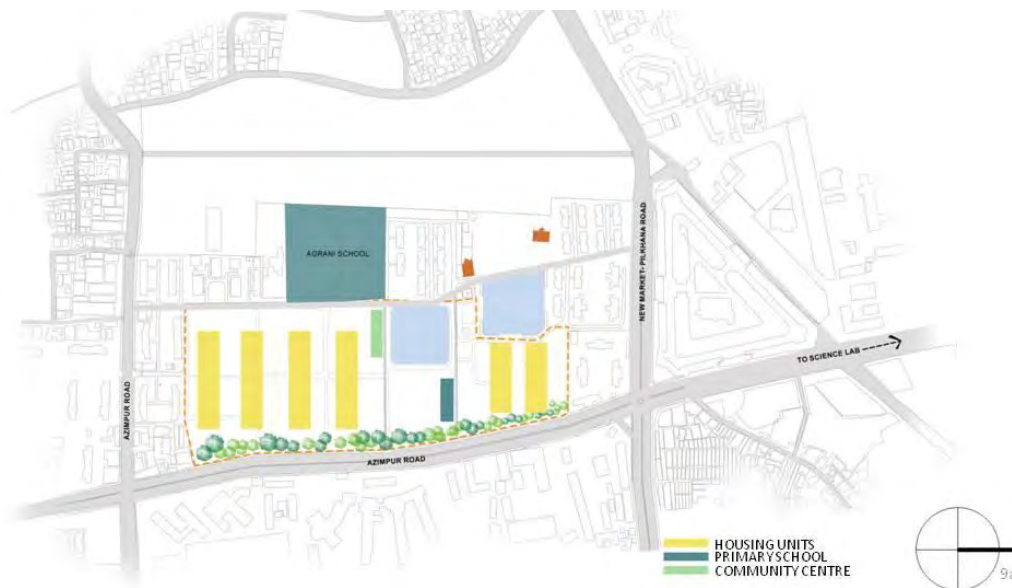 AGRANI SCHOOL
NEW MARKET- PILKHANA ROAD
TO SCIENCE LAB
AZIMPUR ROAD
AZIMPUR ROAD
HOUSING UNITS
PRIMARY SCHOOL
COMMUNITY CENTRE